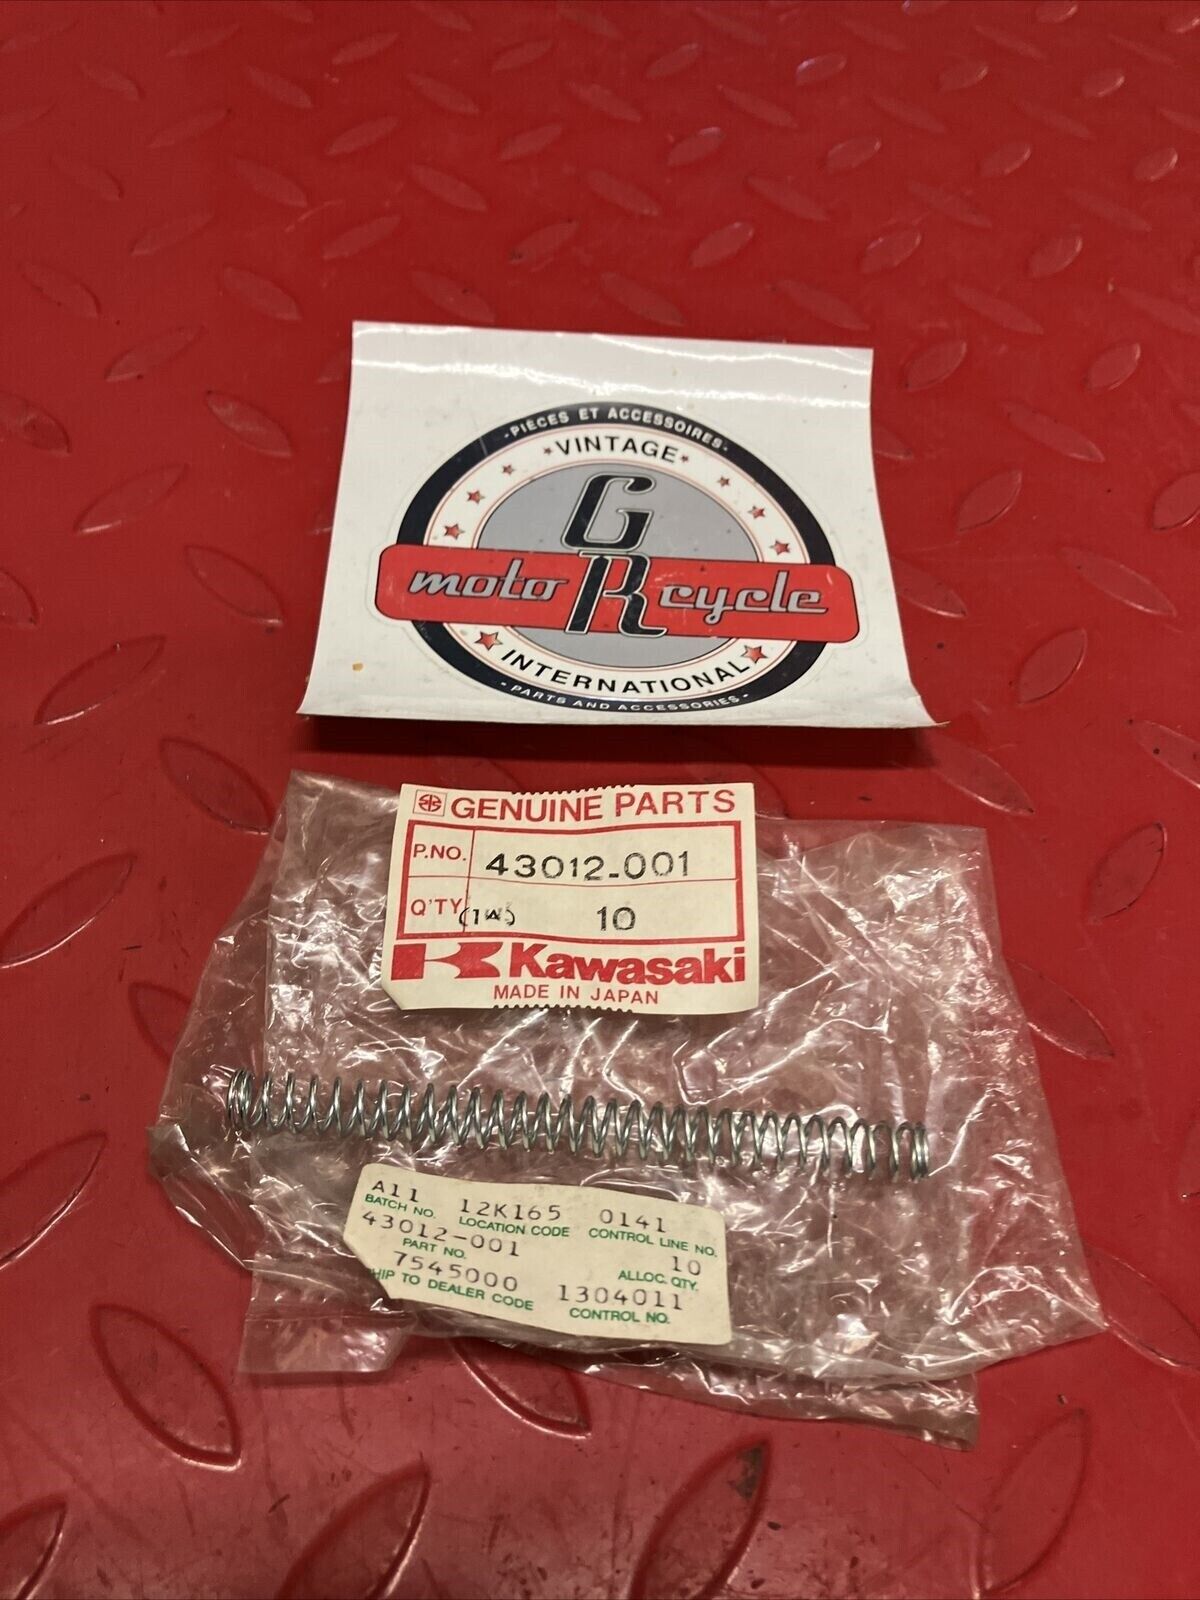 - PIÈCES ET ACCESSOIRES -
VINTAGE
G
moto R cycle
INTERNATIONAL
- PARTS AND ACCESSORIES -
GENUINE PARTS
P.NO. 43012-001
Q'TY (1W) 10
Kawasaki
MADE IN JAPAN
A11 12K165 0141
BATCH NO. LOCATION CODE CONTROL LINE NO.
43012-001 10
PART NO. ALLOC. QTY.
7545000 1304011
SHIP TO DEALER CODE CONTROL NO.